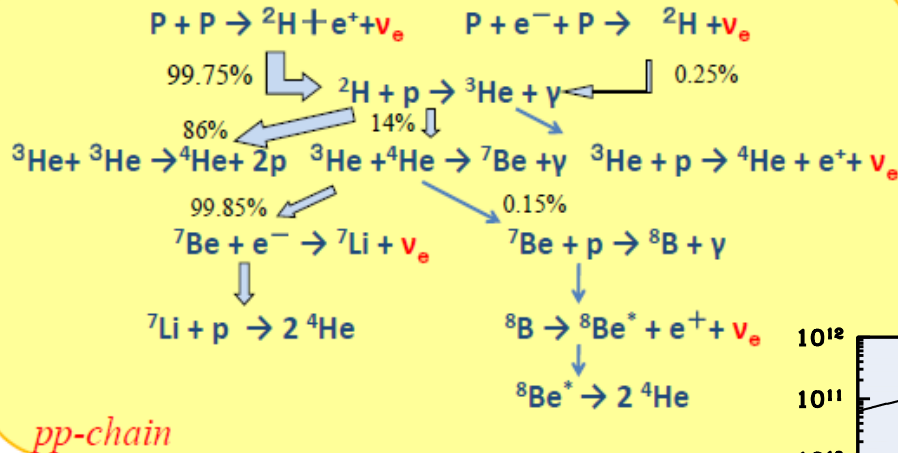 P + P → ²H + e⁺+νₑ P + e⁻ + P → ²H +νₑ
99.75% 0.25%
²H + p → ³He + γ
86% 14%
³He+ ³He →⁴He+ 2p ³He +⁴He → ⁷Be +γ ³He + p → ⁴He + e⁺+ νₑ
99.85% 0.15%
⁷Be + e⁻ → ⁷Li + νₑ ⁷Be + p → ⁸B + γ
⁷Li + p → 2 ⁴He ⁸B → ⁸Be* + e⁺+ νₑ
10¹²
⁸Be* → 2 ⁴He
10¹¹
pp-chain